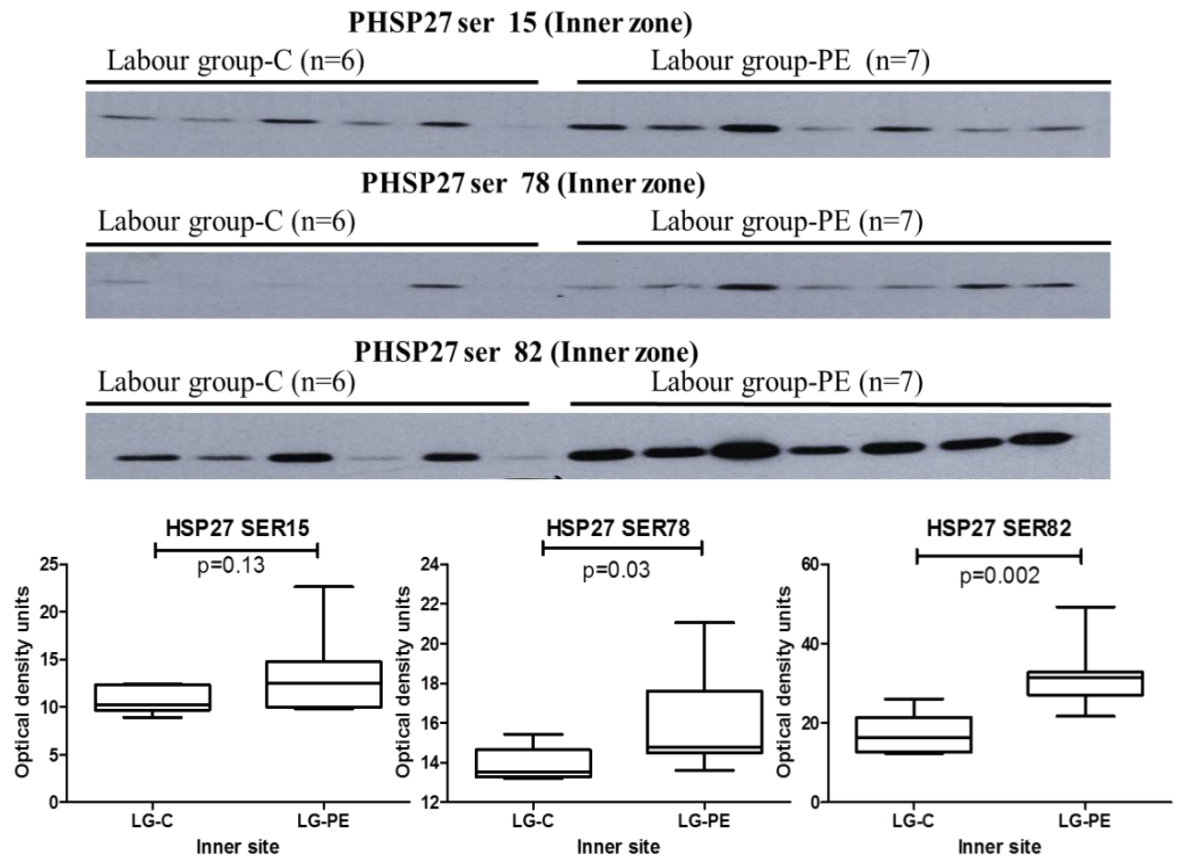 PHSP27 ser 15 (Inner zone)
Labour group-C (n=6) Labour group-PE (n=7)
PHSP27 ser 78 (Inner zone)
Labour group-C (n=6) Labour group-PE (n=7)
PHSP27 ser 82 (Inner zone)
Labour group-C (n=6) Labour group-PE (n=7)
HSP27 SER15
p=0.13
Optical density units
25
20
15
10
5
0
LG-C LG-PE
Inner site
HSP27 SER78
p=0.03
Optical density units
24
22
20
18
16
14
12
LG-C LG-PE
Inner site
HSP27 SER82
p=0.002
Optical density units
60
40
20
0
LG-C LG-PE
Inner site